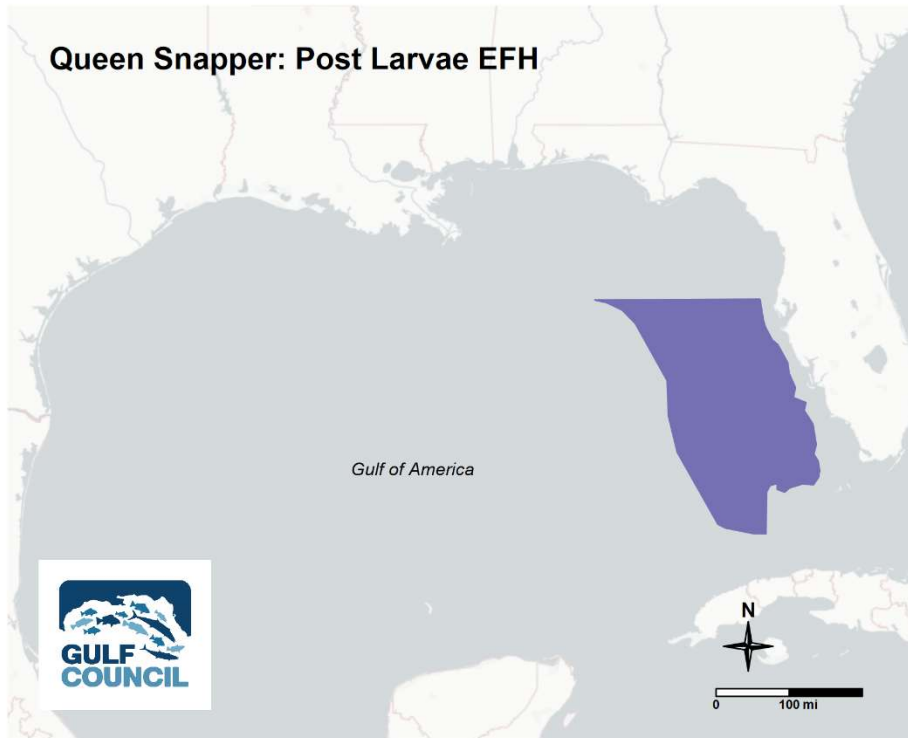 Queen Snapper: Post Larvae EFH
Gulf of America
GULF
COUNCIL
N
0 100 mi